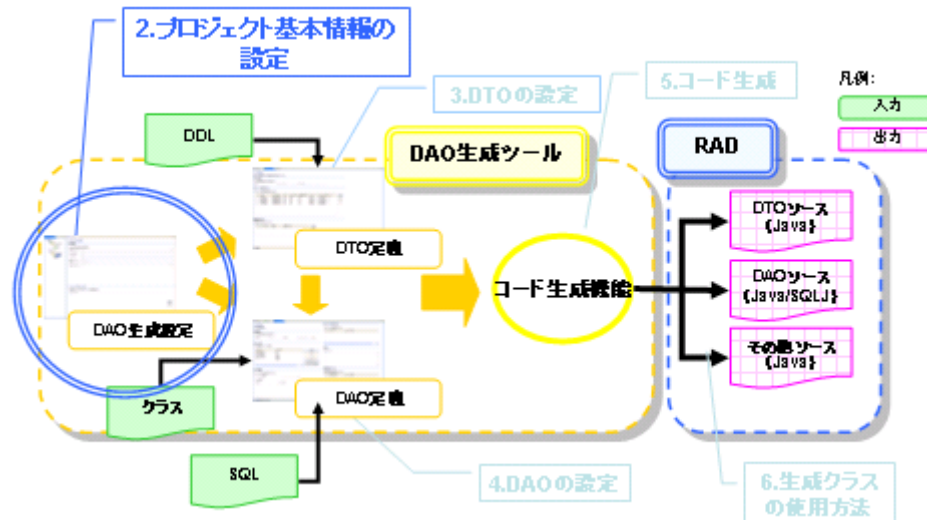 2.プロジェクト基本情報の
設定
3.DTOの設定
5.コード生成
凡例:
入力
出力
DDL
DAO生成ツール
RAD
DTO定義
DTOソース
(Java)
コード生成機能
DAOソース
(Java/SQLJ)
DAO生成設定
その他ソース
(Java)
DAO定義
クラス
SQL
4.DAOの設定
6.生成クラス
の使用方法